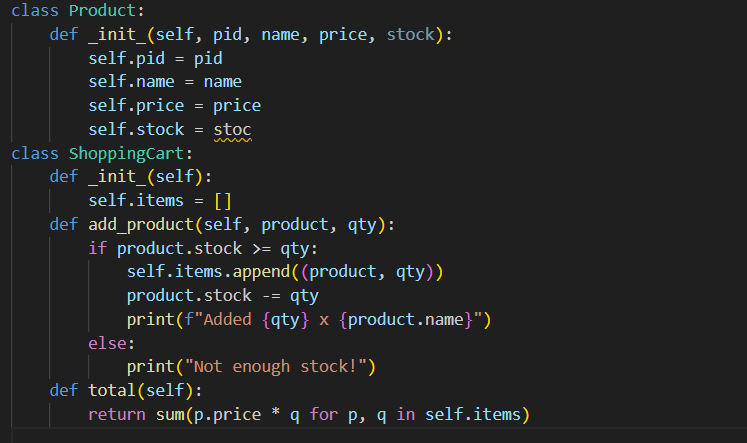 class Product:
    def _init_(self, pid, name, price, stock):
        self.pid = pid
        self.name = name
        self.price = price
        self.stock = stoc
class ShoppingCart:
    def _init_(self):
        self.items = []
    def add_product(self, product, qty):
        if product.stock >= qty:
            self.items.append((product, qty))
            product.stock -= qty
            print(f"Added {qty} x {product.name}")
        else:
            print("Not enough stock!")
    def total(self):
        return sum(p.price * q for p, q in self.items)